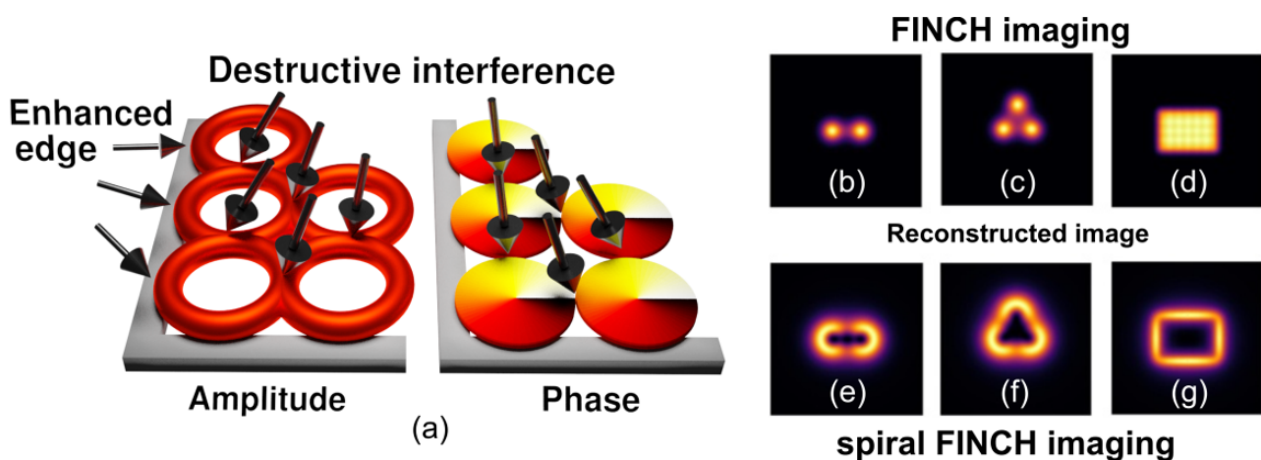 Destructive interference
Enhanced
edge
Amplitude
Phase
(a)
FINCH imaging
(b)
(c)
(d)
Reconstructed image
(e)
(f)
(g)
spiral FINCH imaging